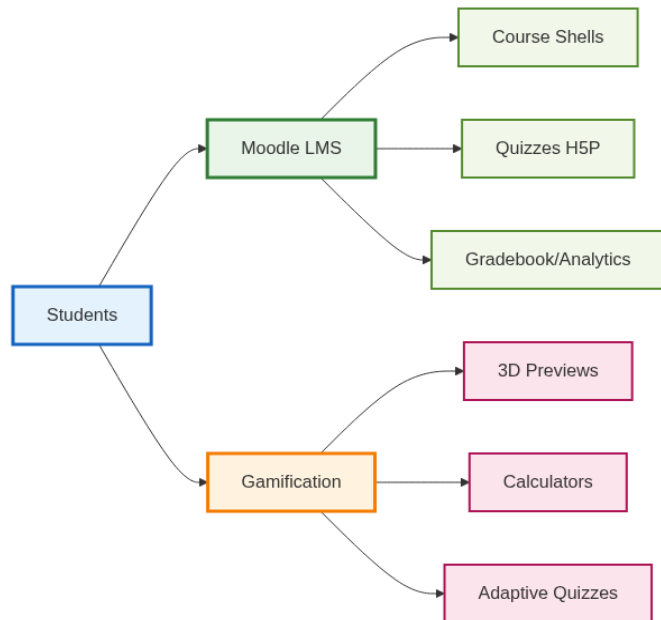 Course Shells
Moodle LMS
Quizzes H5P
Gradebook/Analytics
Students
3D Previews
Gamification
Calculators
Adaptive Quizzes